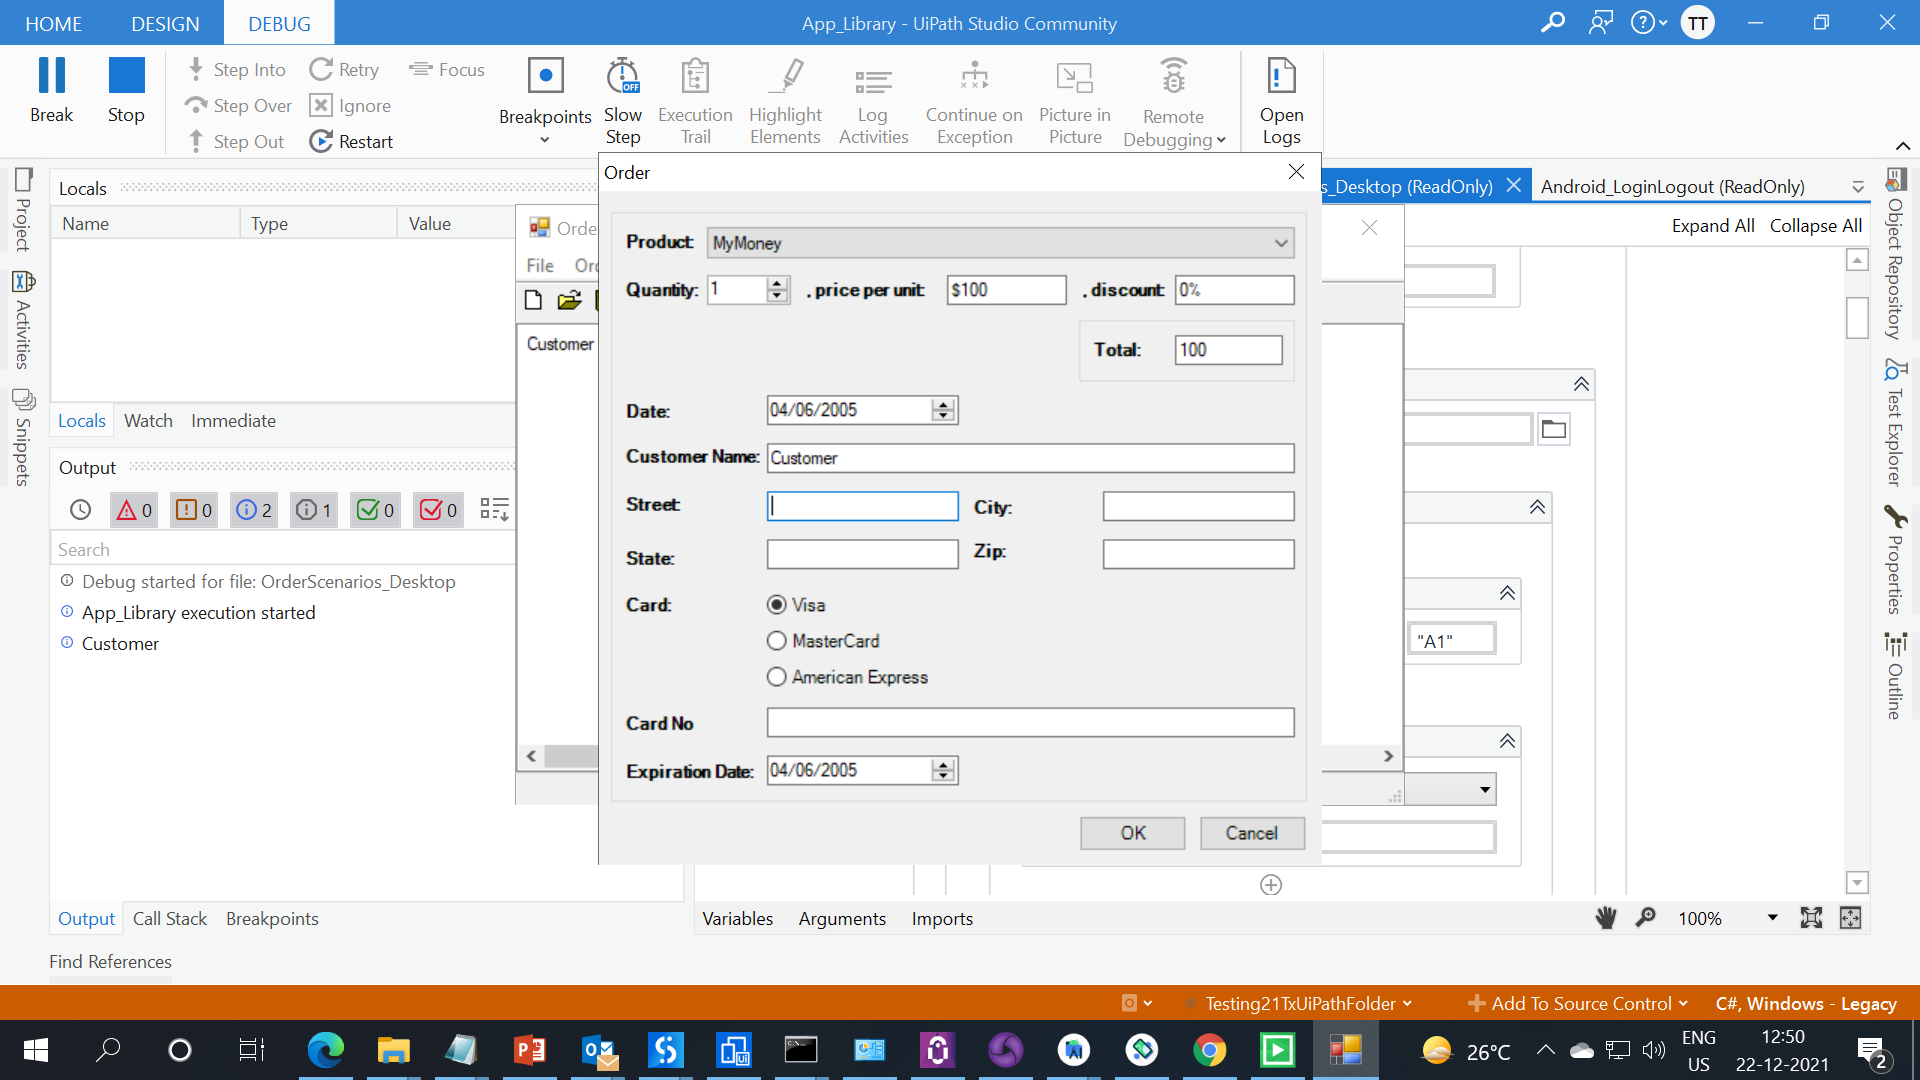 HOME DESIGN DEBUG App_Library - UiPath Studio Community TT
Break Stop Step Into Step Over Step Out Retry Ignore Restart Focus Breakpoints Slow Step OFF Execution Trail Highlight Elements Log Activities Continue on Exception Picture in Picture Remote Debugging Open Logs
Project
Activities
Snippets
Locals
Name Type Value
Locals Watch Immediate
Output
0 0 2 1 0 0
Search
Debug started for file: OrderScenarios_Desktop
App_Library execution started
Customer
Output Call Stack Breakpoints
Find References
Orde
File
Customer
Order
Product: MyMoney
Quantity: 1 , price per unit: $100 , discount: 0%
Total: 100
Date: 04/06/2005
Customer Name: Customer
Street: City:
State: Zip:
Card: Visa
MasterCard
American Express
Card No
Expiration Date: 04/06/2005
OK Cancel
s_Desktop (ReadOnly) Android_LoginLogout (ReadOnly)
Expand All Collapse All
"A1"
Variables Arguments Imports 100%
Object Repository
Test Explorer
Properties
Outline
Testing21TxUiPathFolder Add To Source Control C#, Windows - Legacy
26°C ENG US 12:50 22-12-2021 2